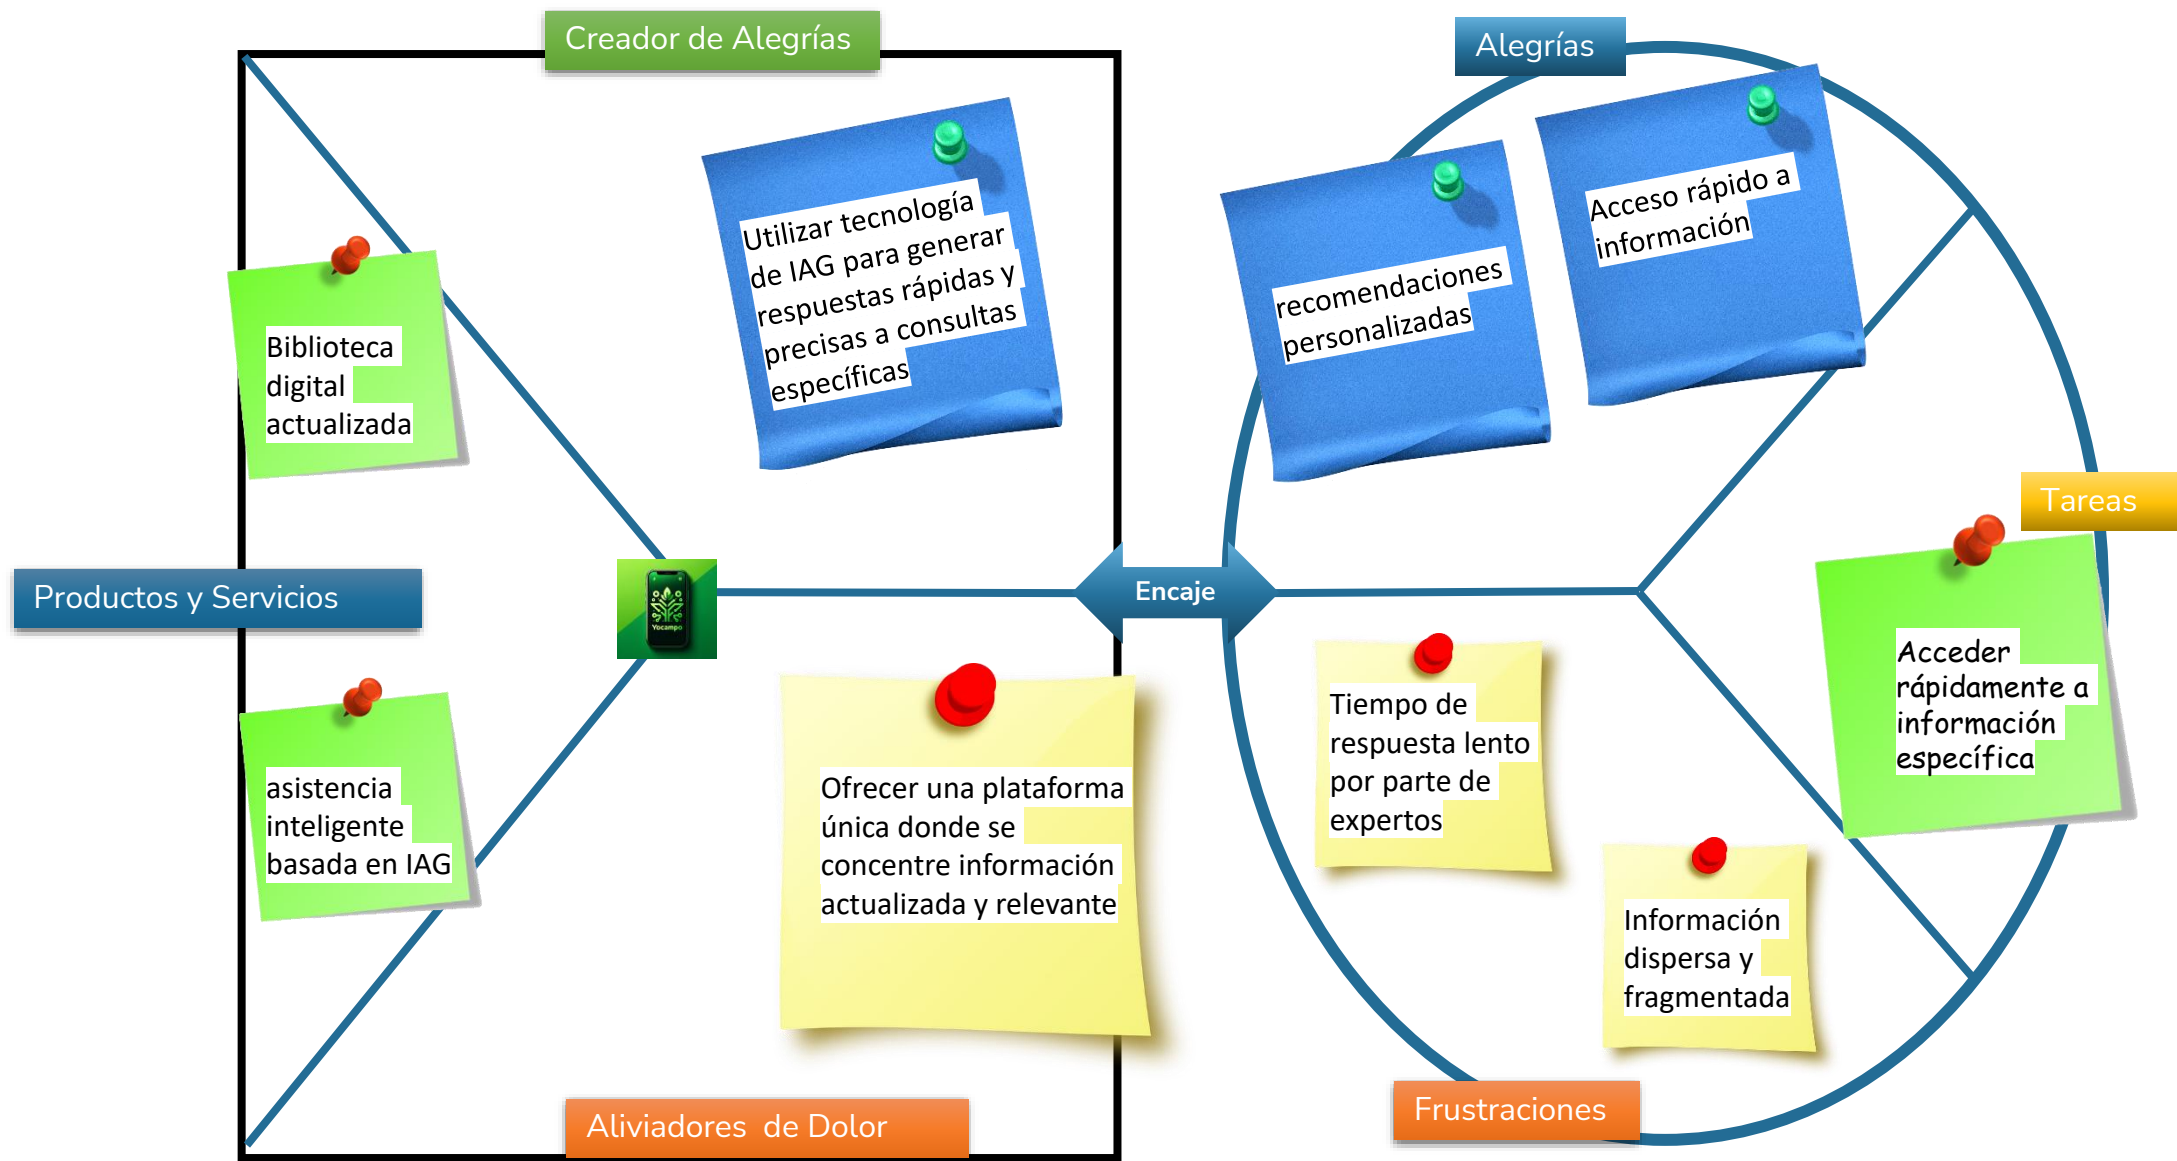 Creador de Alegrías
Alegrías
Utilizar tecnología
de IAG para generar
respuestas rápidas y
precisas a consultas
específicas
recomendaciones
personalizadas
Acceso rápido a
información
Biblioteca
digital
actualizada
Tareas
Productos y Servicios
Yocampo
Encaje
asistencia
inteligente
basada en IAG
Ofrecer una plataforma
única donde se
concentre información
actualizada y relevante
Tiempo de
respuesta lento
por parte de
expertos
Acceder
rápidamente a
información
específica
Información
dispersa y
fragmentada
Aliviadores  de Dolor
Frustraciones